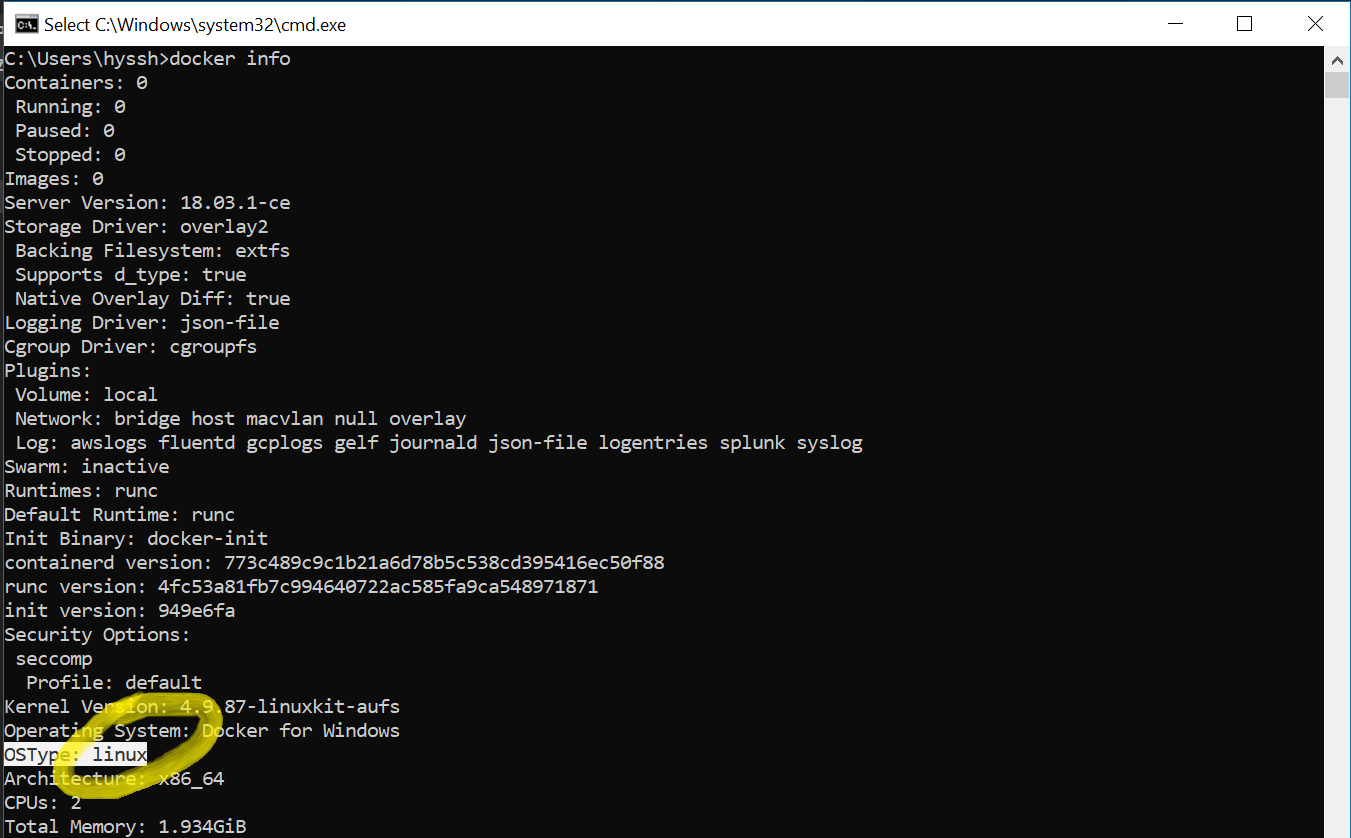 Select C:\Windows\system32\cmd.exe
C:\Users\hyssh>docker info
Containers: 0
 Running: 0
 Paused: 0
 Stopped: 0
Images: 0
Server Version: 18.03.1-ce
Storage Driver: overlay2
 Backing Filesystem: extfs
 Supports d_type: true
 Native Overlay Diff: true
Logging Driver: json-file
Cgroup Driver: cgroupfs
Plugins:
 Volume: local
 Network: bridge host macvlan null overlay
 Log: awslogs fluentd gcplogs gelf journald json-file logentries splunk syslog
Swarm: inactive
Runtimes: runc
Default Runtime: runc
Init Binary: docker-init
containerd version: 773c489c9c1b21a6d78b5c538cd395416ec50f88
runc version: 4fc53a81fb7c994640722ac585fa9ca548971871
init version: 949e6fa
Security Options:
 seccomp
  Profile: default
Kernel Version: 4.9.87-linuxkit-aufs
Operating System: Docker for Windows
OSType: linux
Architecture: x86_64
CPUs: 2
Total Memory: 1.934GiB